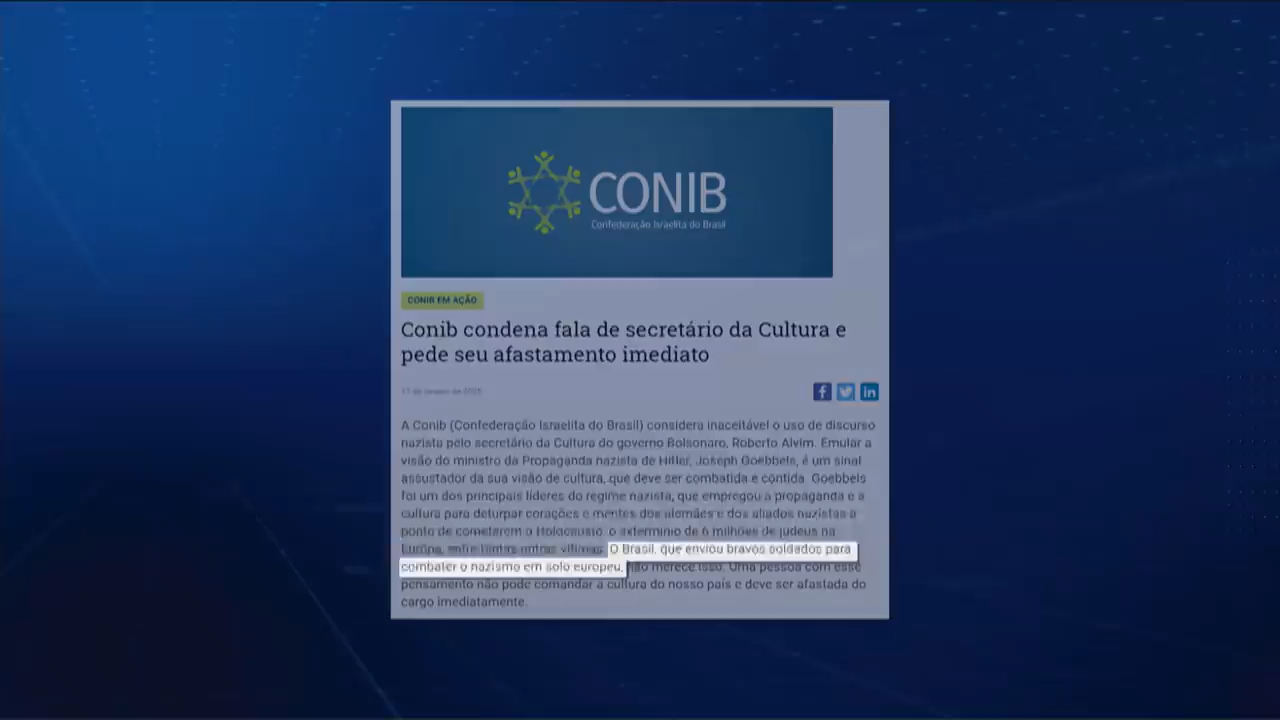 CONIB
Confederação Israelita do Brasil
CONIB EM AÇÃO
Conib condena fala de secretário da Cultura e
pede seu afastamento imediato
17 de janeiro de 2020
A Conib (Confederação Israelita do Brasil) considera inaceitável o uso de discurso
nazista pelo secretário da Cultura do governo Bolsonaro, Roberto Alvim. Emular a
visão do ministro da Propaganda nazista de Hitler, Joseph Goebbels, é um sinal
assustador da sua visão de cultura, que deve ser combatida e contida. Goebbels
foi um dos principais líderes do regime nazista, que empregou a propaganda e a
cultura para deturpar corações e mentes dos alemães e dos aliados nazistas a
ponto de cometerem o Holocausto, o extermínio de 6 milhões de judeus na
Europa, entre tantas outras vítimas. O Brasil, que enviou bravos soldados para
combater o nazismo em solo europeu, não merece isso. Uma pessoa com esse
pensamento não pode comandar a cultura do nosso país e deve ser afastada do
cargo imediatamente.